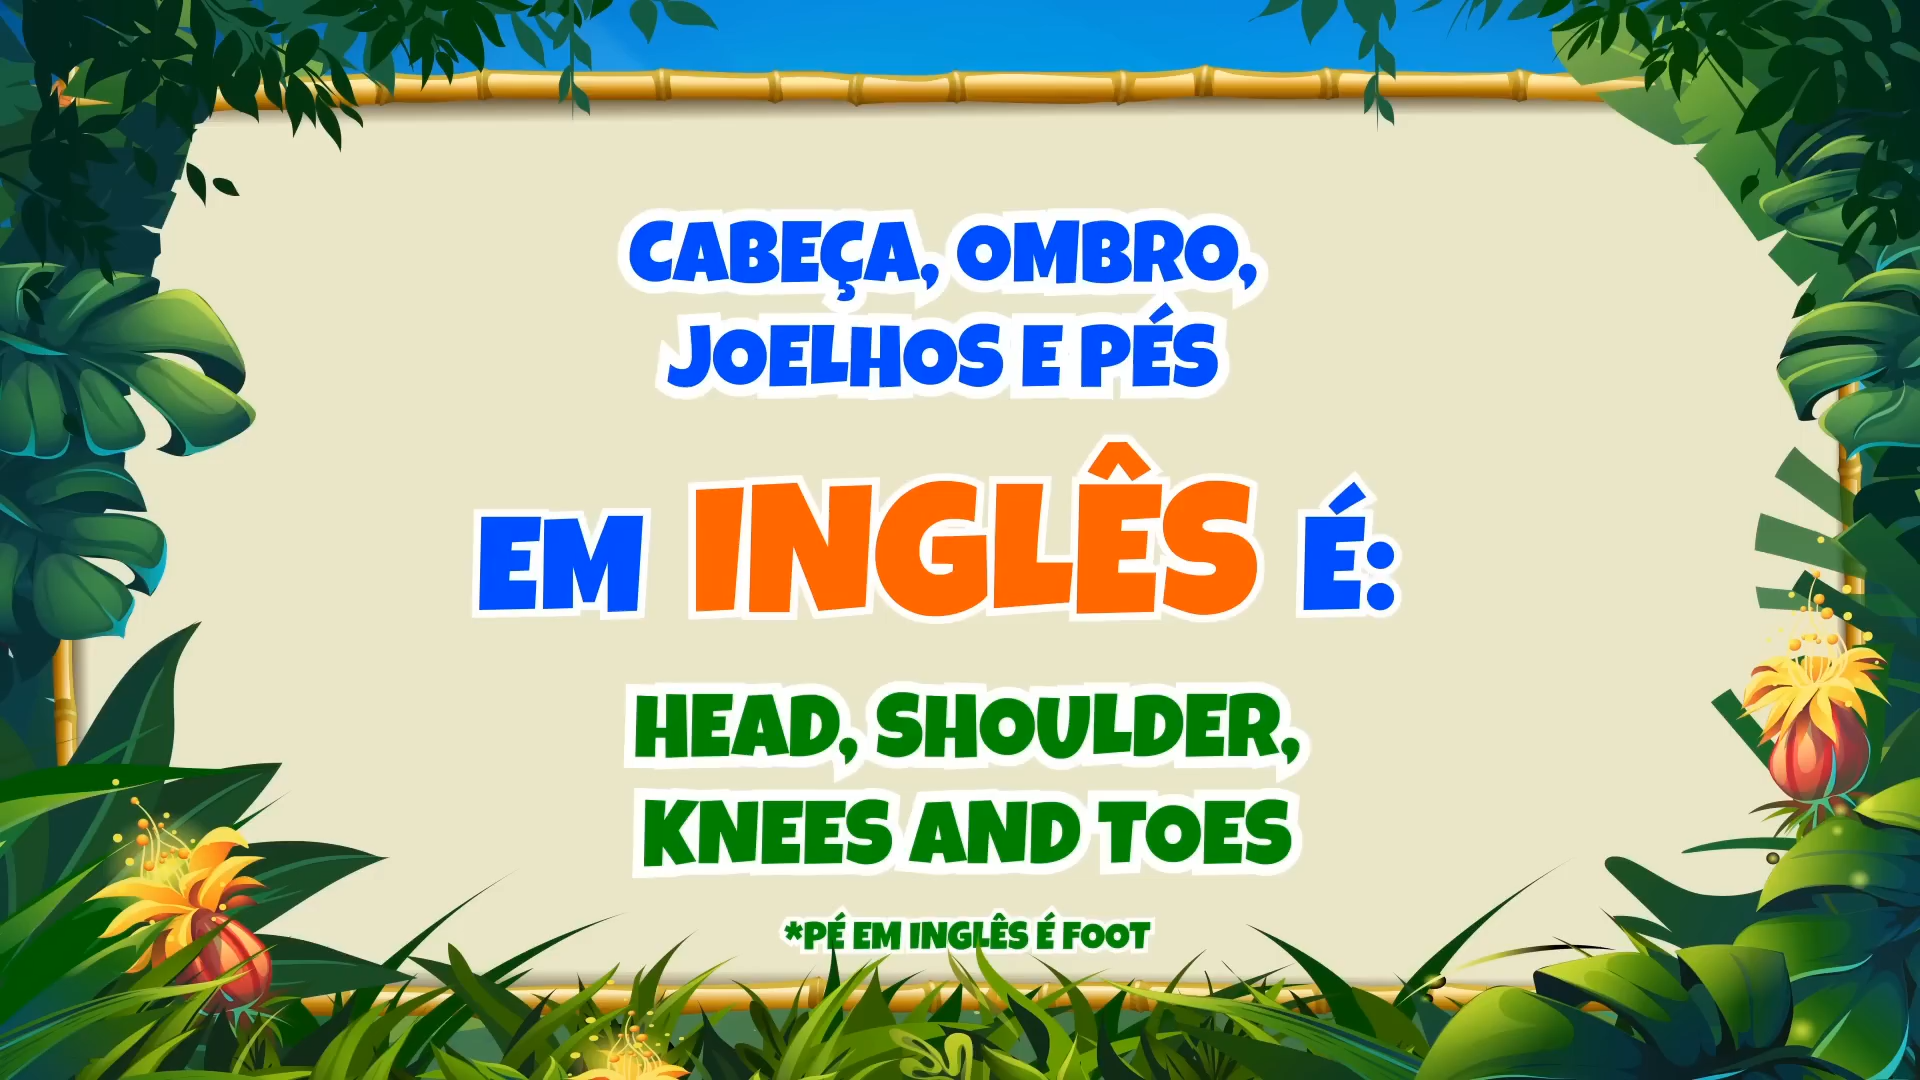 CABEÇA, OMBRO,
JOELHOS E PÉS
EM INGLÊS É:
HEAD, SHOULDER,
KNEES AND TOES
*PÉ EM INGLÊS É FOOT